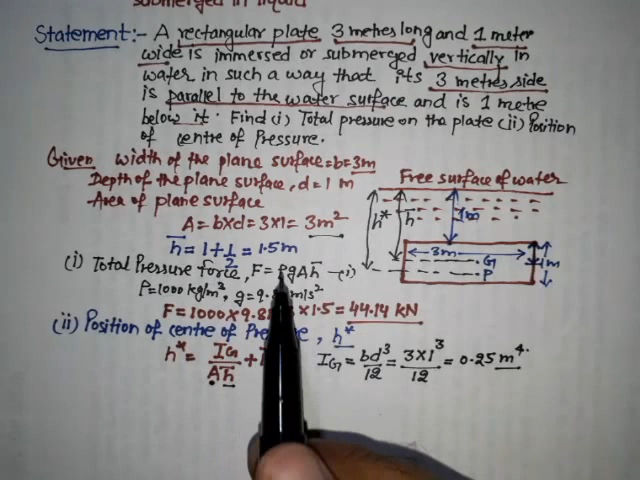 submerged in liquid
Statement:- A rectangular plate 3 metres long and 1 meter
wide is immersed or submerged vertically in
water in such a way that its 3 metres side
is parallel to the water surface and is 1 metre
below it. Find (i) Total pressure on the plate (ii) Position
of centre of Pressure.
Given width of the plane surface=b=3m
Depth of the plane surface, d=1 m
Area of plane surface
A=b×d=3×1=3m²
h̄=1+1/2=1.5m
Free surface of water
h* h̄ 1m
3m
G
P
1m
(i) Total Pressure force, F=ρgAh̄ —(i)
ρ=1000 kg/m³, g=9. m/s²
F=1000×9.8 ×1.5=44.14 KN
(ii) Position of centre of Pressure, h*
h*= IG/Ah̄ +
IG=bd³/12=3×1³/12=0.25m⁴.